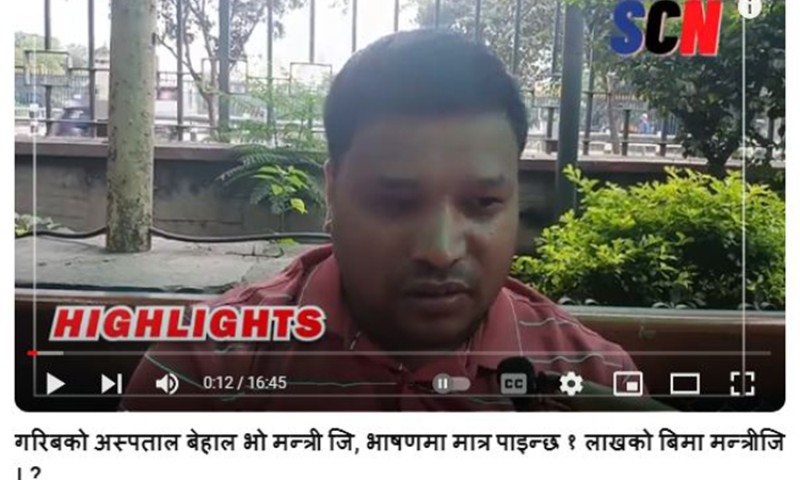 SCN
HIGHLIGHTS
0:12 / 16:45
CC
गरिबको अस्पताल बेहाल भो मन्त्री जि, भाषणमा मात्र पाइन्छ १ लाखको बिमा मन्त्रीजि
। ?